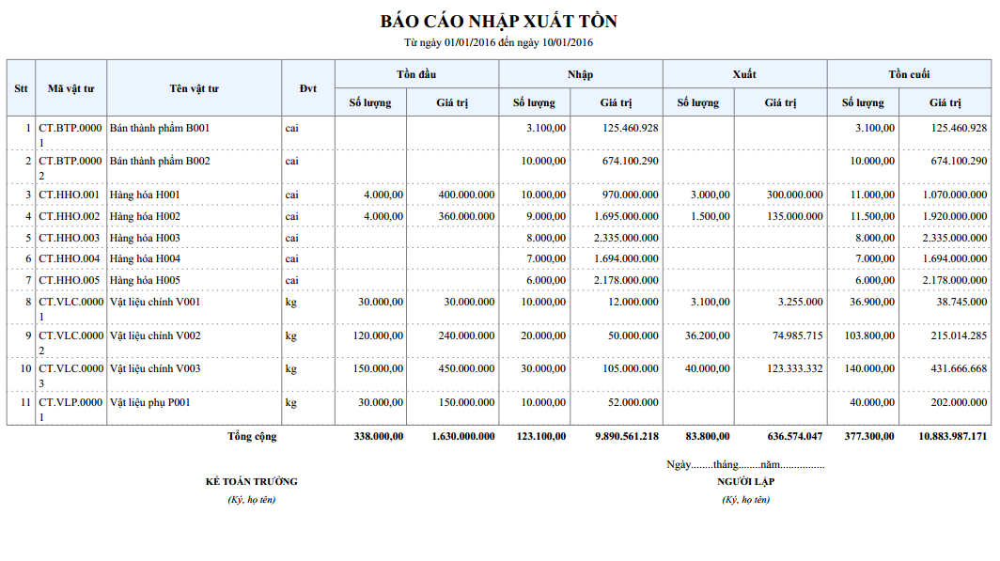 BÁO CÁO NHẬP XUẤT TỒN
Từ ngày 01/01/2016 đến ngày 10/01/2016
Stt Mã vật tư Tên vật tư Đvt Tồn đầu Nhập Xuất Tồn cuối
Số lượng Giá trị Số lượng Giá trị Số lượng Giá trị Số lượng Giá trị
1 CT.BTP.0000 Bán thành phẩm B001 cai 3.100,00 125.460.928 3.100,00 125.460.928
1
2 CT.BTP.0000 Bán thành phẩm B002 cai 10.000,00 674.100.290 10.000,00 674.100.290
2
3 CT.HHO.001 Hàng hóa H001 cai 4.000,00 400.000.000 10.000,00 970.000.000 3.000,00 300.000.000 11.000,00 1.070.000.000
4 CT.HHO.002 Hàng hóa H002 cai 4.000,00 360.000.000 9.000,00 1.695.000.000 1.500,00 135.000.000 11.500,00 1.920.000.000
5 CT.HHO.003 Hàng hóa H003 cai 8.000,00 2.335.000.000 8.000,00 2.335.000.000
6 CT.HHO.004 Hàng hóa H004 cai 7.000,00 1.694.000.000 7.000,00 1.694.000.000
7 CT.HHO.005 Hàng hóa H005 cai 6.000,00 2.178.000.000 6.000,00 2.178.000.000
8 CT.VLC.0000 Vật liệu chính V001 kg 30.000,00 30.000.000 10.000,00 12.000.000 3.100,00 3.255.000 36.900,00 38.745.000
1
9 CT.VLC.0000 Vật liệu chính V002 kg 120.000,00 240.000.000 20.000,00 50.000.000 36.200,00 74.985.715 103.800,00 215.014.285
2
10 CT.VLC.0000 Vật liệu chính V003 kg 150.000,00 450.000.000 30.000,00 105.000.000 40.000,00 123.333.332 140.000,00 431.666.668
3
11 CT.VLP.0000 Vật liệu phụ P001 kg 30.000,00 150.000.000 10.000,00 52.000.000 40.000,00 202.000.000
1
Tổng cộng 338.000,00 1.630.000.000 123.100,00 9.890.561.218 83.800,00 636.574.047 377.300,00 10.883.987.171
Ngày........tháng........năm................
KẾ TOÁN TRƯỞNG NGƯỜI LẬP
(Ký, họ tên) (Ký, họ tên)